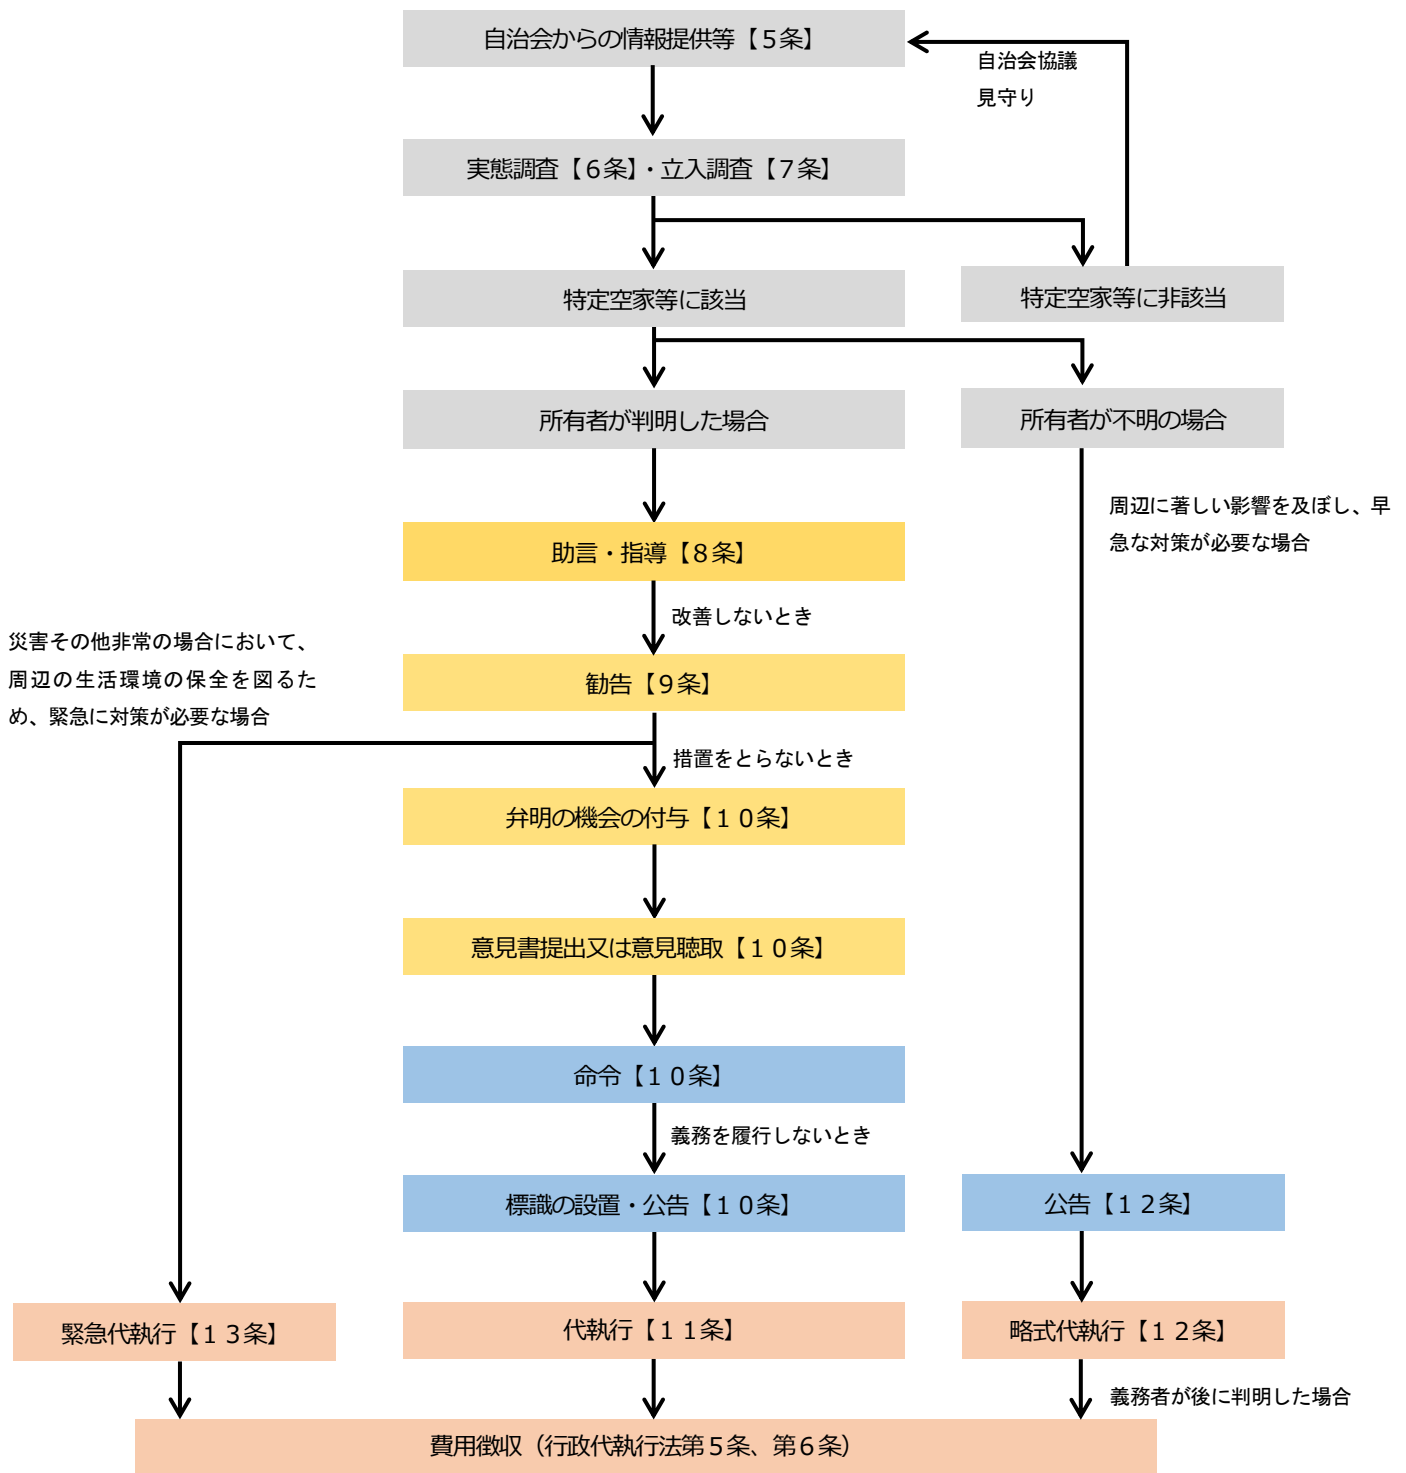 自治会からの情報提供等【５条】
自治会協議
見守り
実態調査【６条】・立入調査【７条】
特定空家等に該当
特定空家等に非該当
所有者が判明した場合
所有者が不明の場合
周辺に著しい影響を及ぼし、早
急な対策が必要な場合
助言・指導【８条】
改善しないとき
災害その他非常の場合において、
周辺の生活環境の保全を図るた
め、緊急に対策が必要な場合
勧告【９条】
措置をとらないとき
弁明の機会の付与【１０条】
意見書提出又は意見聴取【１０条】
命令【１０条】
義務を履行しないとき
標識の設置・公告【１０条】
公告【１２条】
緊急代執行【１３条】
代執行【１１条】
略式代執行【１２条】
義務者が後に判明した場合
費用徴収（行政代執行法第５条、第６条）